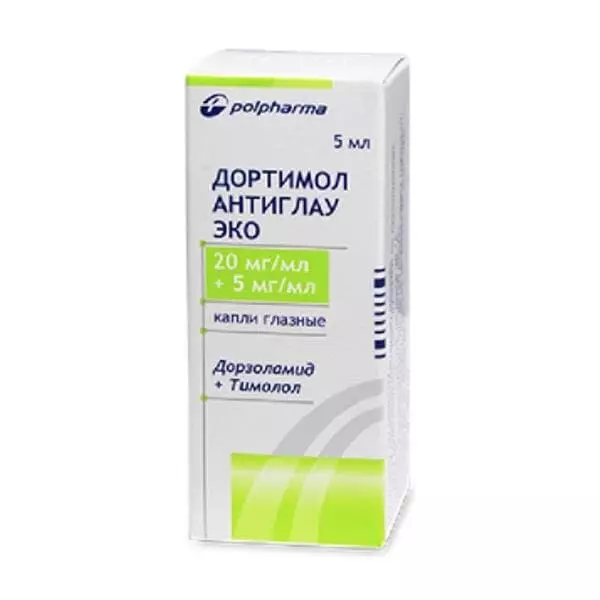 polpharma
5 мл
ДОРТИМОЛ
АНТИГЛАУ
ЭКО
20 мг/мл
+ 5 мг/мл
капли глазные
Дорзоламид
+ Тимолол